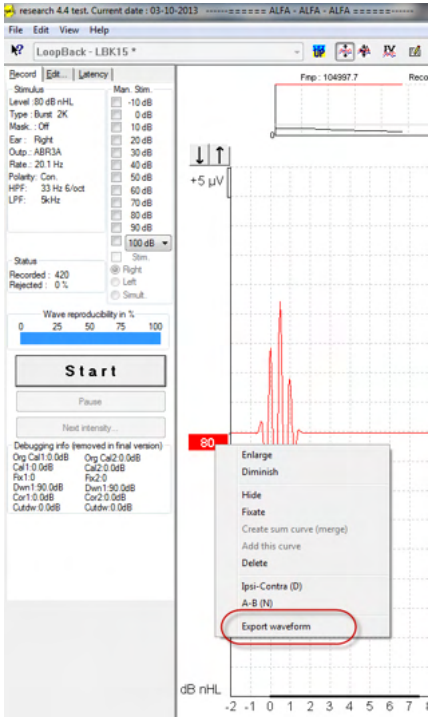 research 4.4 test. Current date : 03-10-2013 ----====== ALFA - ALFA - ALFA ======-----
File Edit View Help
LoopBack - LBK15 *
Record Edit... Latency
Stimulus
Level :80 dB nHL
Type : Burst 2K
Mask. : Off
Ear : Right
Outp. : ABR3A
Rate.: 20.1 Hz
Polarity: Con.
HPF: 33 Hz 6/oct
LPF: 5kHz
Man. Stim.
-10 dB
0 dB
10 dB
20 dB
30 dB
40 dB
50 dB
60 dB
70 dB
80 dB
90 dB
100 dB
Stim.
Right
Left
Simult.
Status
Recorded : 420
Rejected : 0 %
Wave reproducibility in %
0 25 50 75 100
Start
Pause
Next intensity...
Debugging info (removed in final version)
Org Cal1:0.0dB Org Cal2:0.0dB
Cal1:0.0dB Cal2:0.0dB
Fix1:0 Fix2:0
Dwn1:90.0dB Dwn1:90.0dB
Cor1:0.0dB Cor2:0.0dB
Cutdw:0.0dB Cutdw:0.0dB
Fmp: 104997.7 Reco
0
+5 µV
80
Enlarge
Diminish
Hide
Fixate
Create sum curve (merge)
Add this curve
Delete
Ipsi-Contra (D)
A-B (N)
Export waveform
dB nHL
-2 -1 0 1 2 3 4 5 6 7